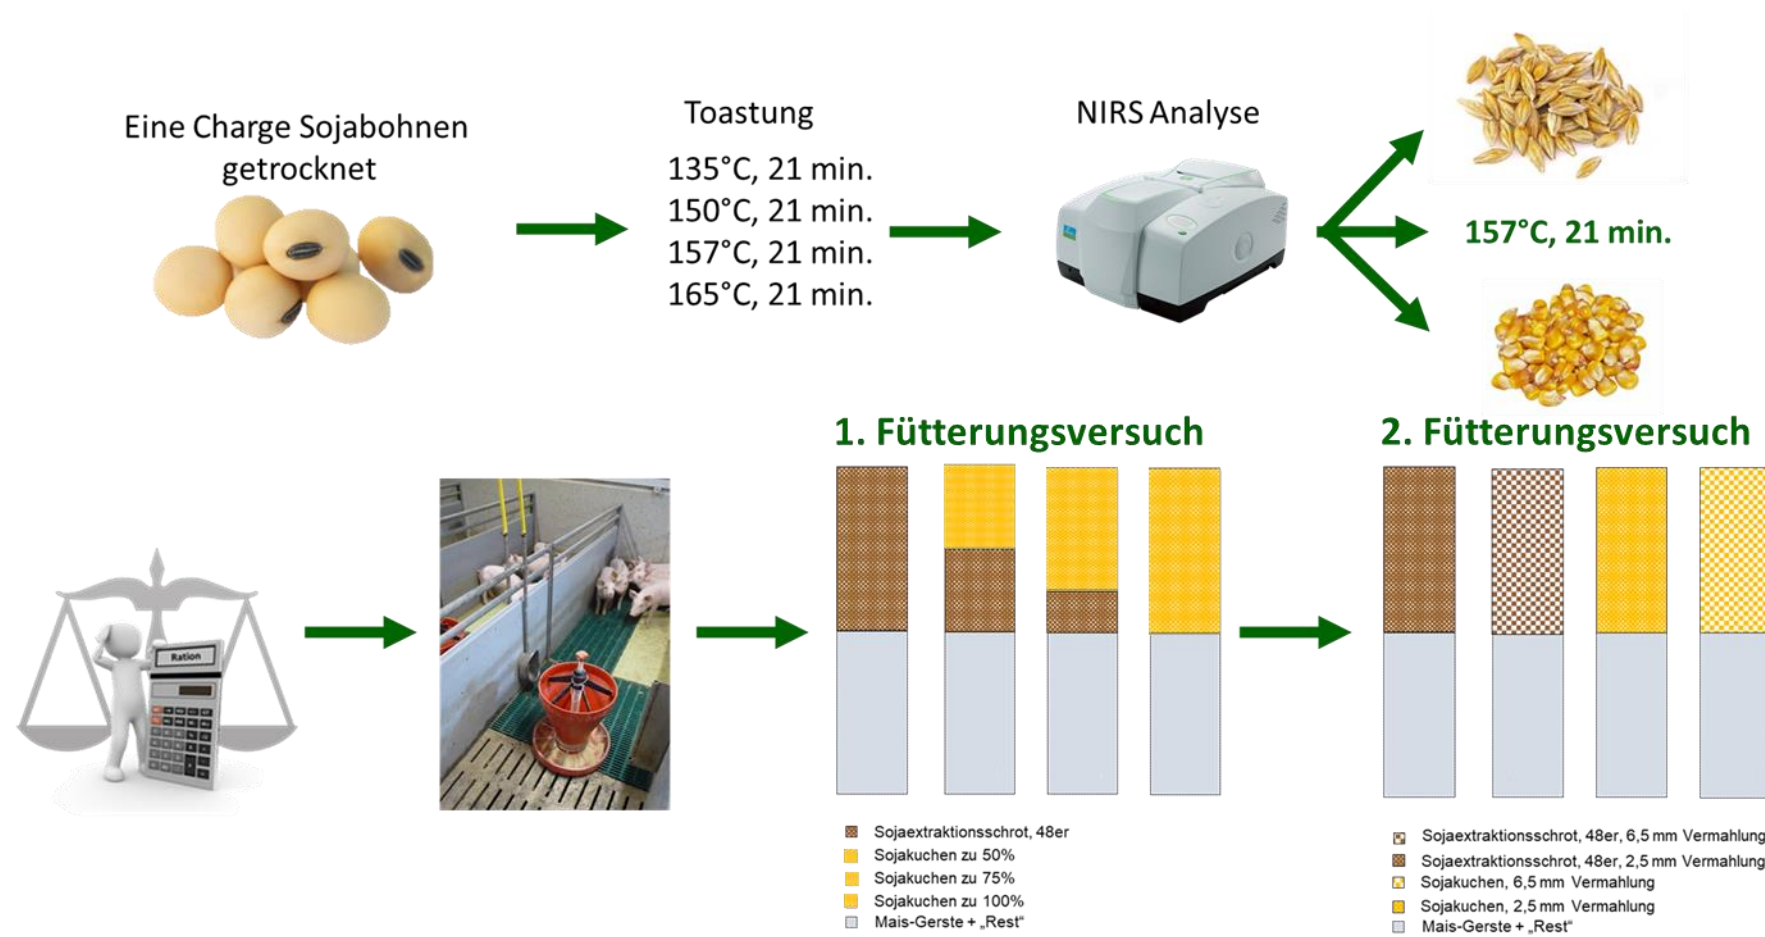 Eine Charge Sojabohnen
getrocknet
Toastung
135°C, 21 min.
150°C, 21 min.
157°C, 21 min.
165°C, 21 min.
NIRS Analyse
157°C, 21 min.
Ration
1. Fütterungsversuch
Sojaextraktionsschrot, 48er
Sojakuchen zu 50%
Sojakuchen zu 75%
Sojakuchen zu 100%
Mais-Gerste + „Rest“
2. Fütterungsversuch
Sojaextraktionsschrot, 48er, 6,5 mm Vermahlung
Sojaextraktionsschrot, 48er, 2,5 mm Vermahlung
Sojakuchen, 6,5 mm Vermahlung
Sojakuchen, 2,5 mm Vermahlung
Mais-Gerste + „Rest“